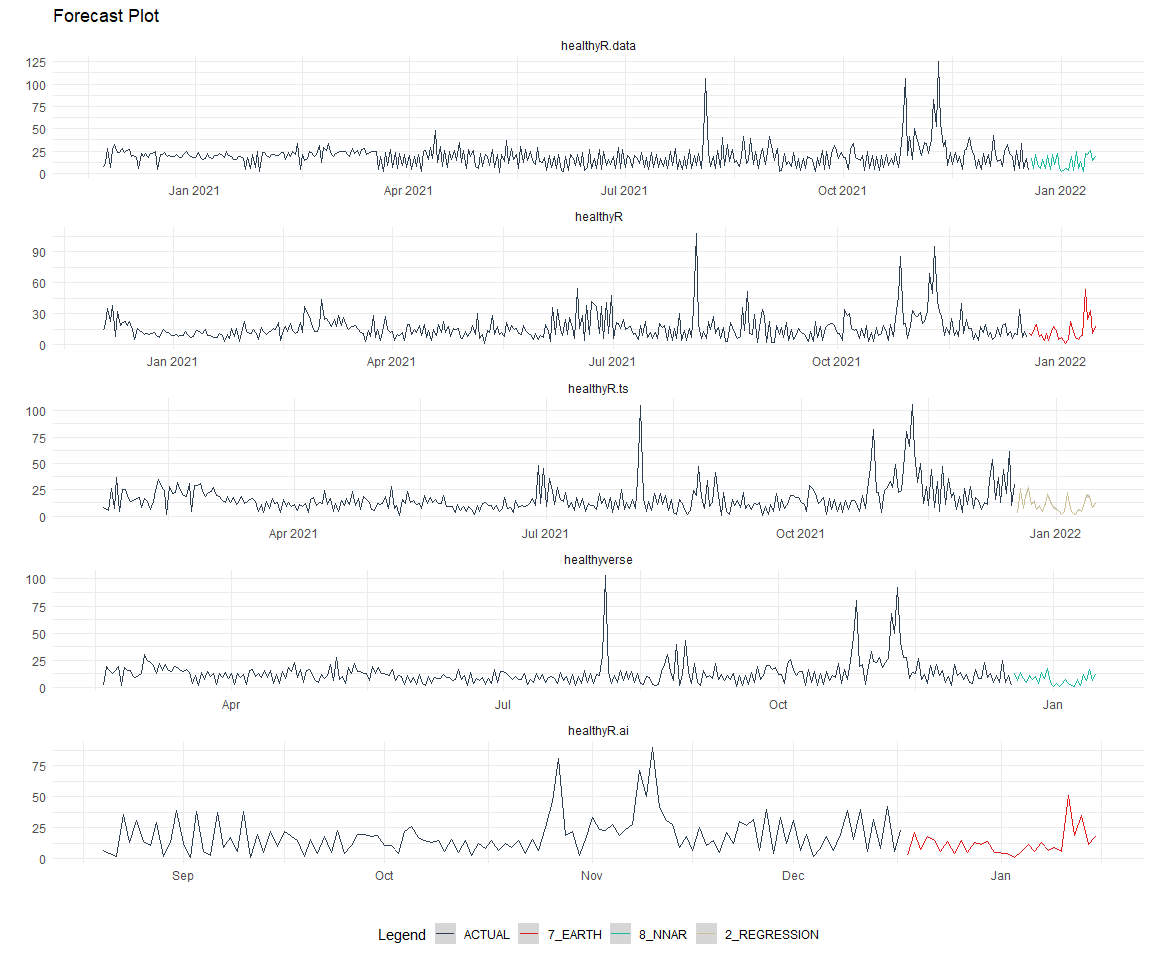 Forecast Plot
healthyR.data
125
100
75
50
25
0
Jan 2021 Apr 2021 Jul 2021 Oct 2021 Jan 2022
healthyR
90
60
30
0
Jan 2021 Apr 2021 Jul 2021 Oct 2021 Jan 2022
healthyR.ts
100
75
50
25
0
Apr 2021 Jul 2021 Oct 2021 Jan 2022
healthyverse
100
75
50
25
0
Apr Jul Oct Jan
healthyR.ai
75
50
25
0
Sep Oct Nov Dec Jan
Legend ACTUAL 7_EARTH 8_NNAR 2_REGRESSION